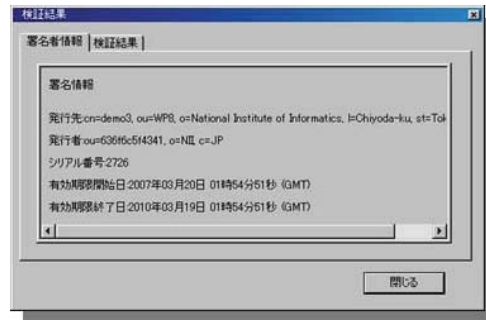 検証結果
署名者情報 検証結果
署名情報
発行先:cn=demo3, ou=WP8, o=National Institute of Informatics, l=Chiyoda-ku, st=Tok
発行者:ou=636f6c5f4341, o=NII, c=JP
シリアル番号:2726
有効期限開始日:2007年03月20日 01時54分51秒 (GMT)
有効期限終了日:2010年03月19日 01時54分51秒 (GMT)
閉じる